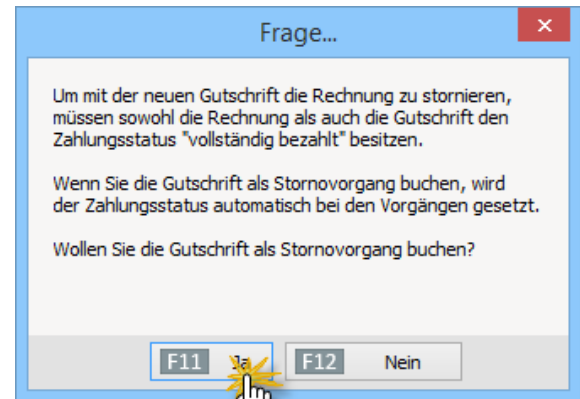 Frage...
Um mit der neuen Gutschrift die Rechnung zu stornieren,
müssen sowohl die Rechnung als auch die Gutschrift den
Zahlungsstatus "vollständig bezahlt" besitzen.
Wenn Sie die Gutschrift als Stornovorgang buchen, wird
der Zahlungsstatus automatisch bei den Vorgängen gesetzt.
Wollen Sie die Gutschrift als Stornovorgang buchen?
F11 Ja F12 Nein